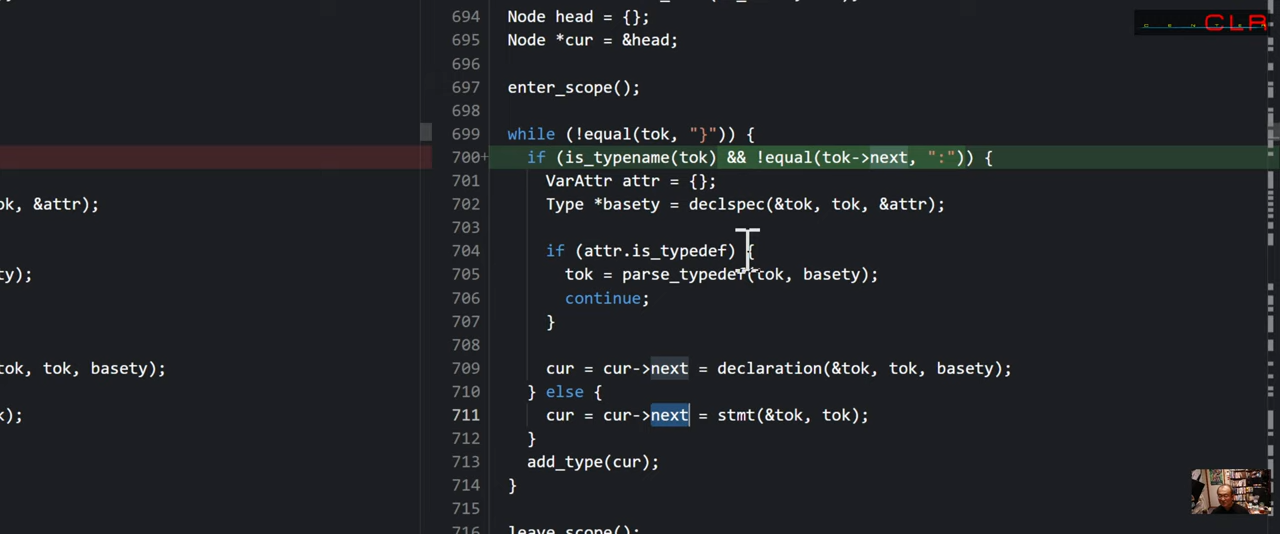 694 Node head = {};
695 Node *cur = &head;
696
697 enter_scope();
698
699 while (!equal(tok, "}")) {
700+ if (is_typename(tok) && !equal(tok->next, ":")) {
701 VarAttr attr = {};
ok, &attr);
702 Type *basety = declspec(&tok, tok, &attr);
703
704 if (attr.is_typedef) {
y);
705 tok = parse_typedef(tok, basety);
706 continue;
707 }
708
tok, tok, basety);
709 cur = cur->next = declaration(&tok, tok, basety);
710 } else {
);
711 cur = cur->next = stmt(&tok, tok);
712 }
713 add_type(cur);
714 }
715
716 leave_scope();
CLR